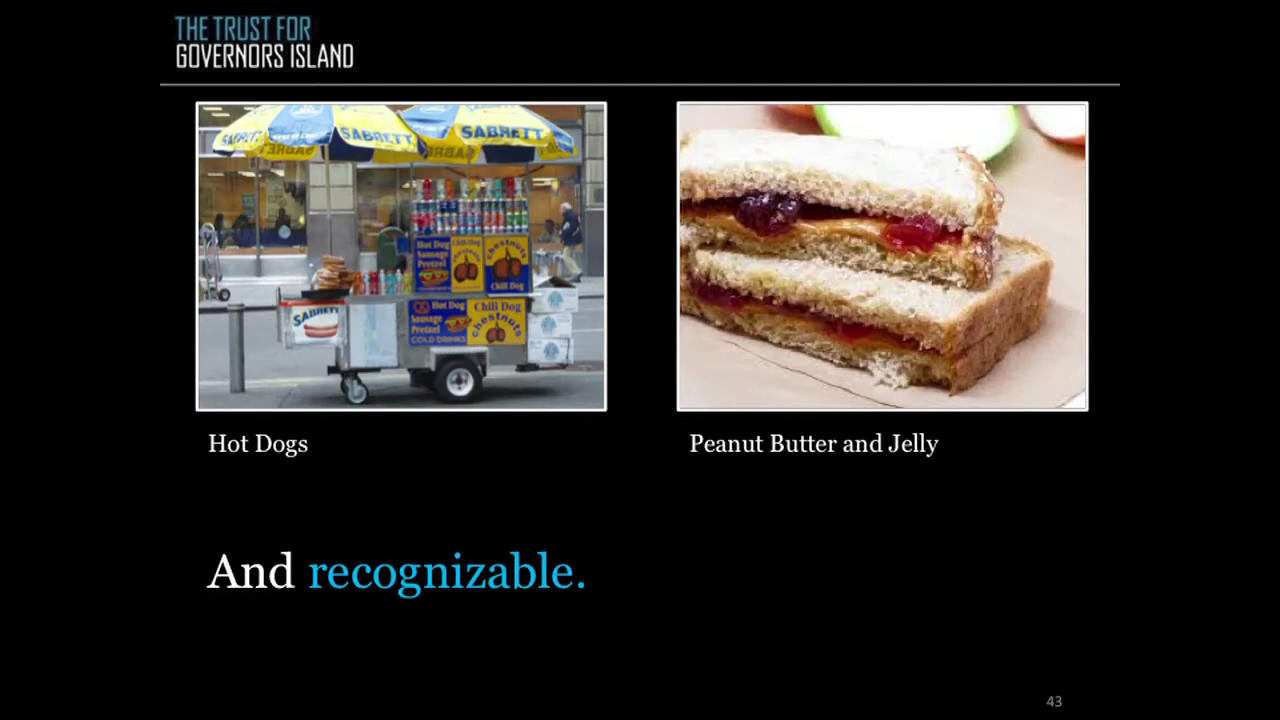 THE TRUST FOR
GOVERNORS ISLAND
SABRETT
SABRETT
SABRETT
Hot Dog
Sausage
Pretzel
Chili Dog
chestnuts
Chili Dog
SABRETT
Hot Dog
Sausage
Pretzel
COLD DRINKS
Chili Dog
chestnuts
Hot Dogs
Peanut Butter and Jelly
And recognizable.
43